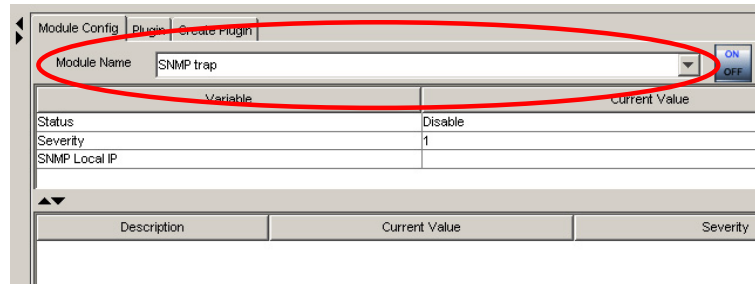 Module Config Plugin Create Plugin
Module Name SNMP trap ON
OFF
Variable Current Value
Status Disable
Severity 1
SNMP Local IP
Description Current Value Severity